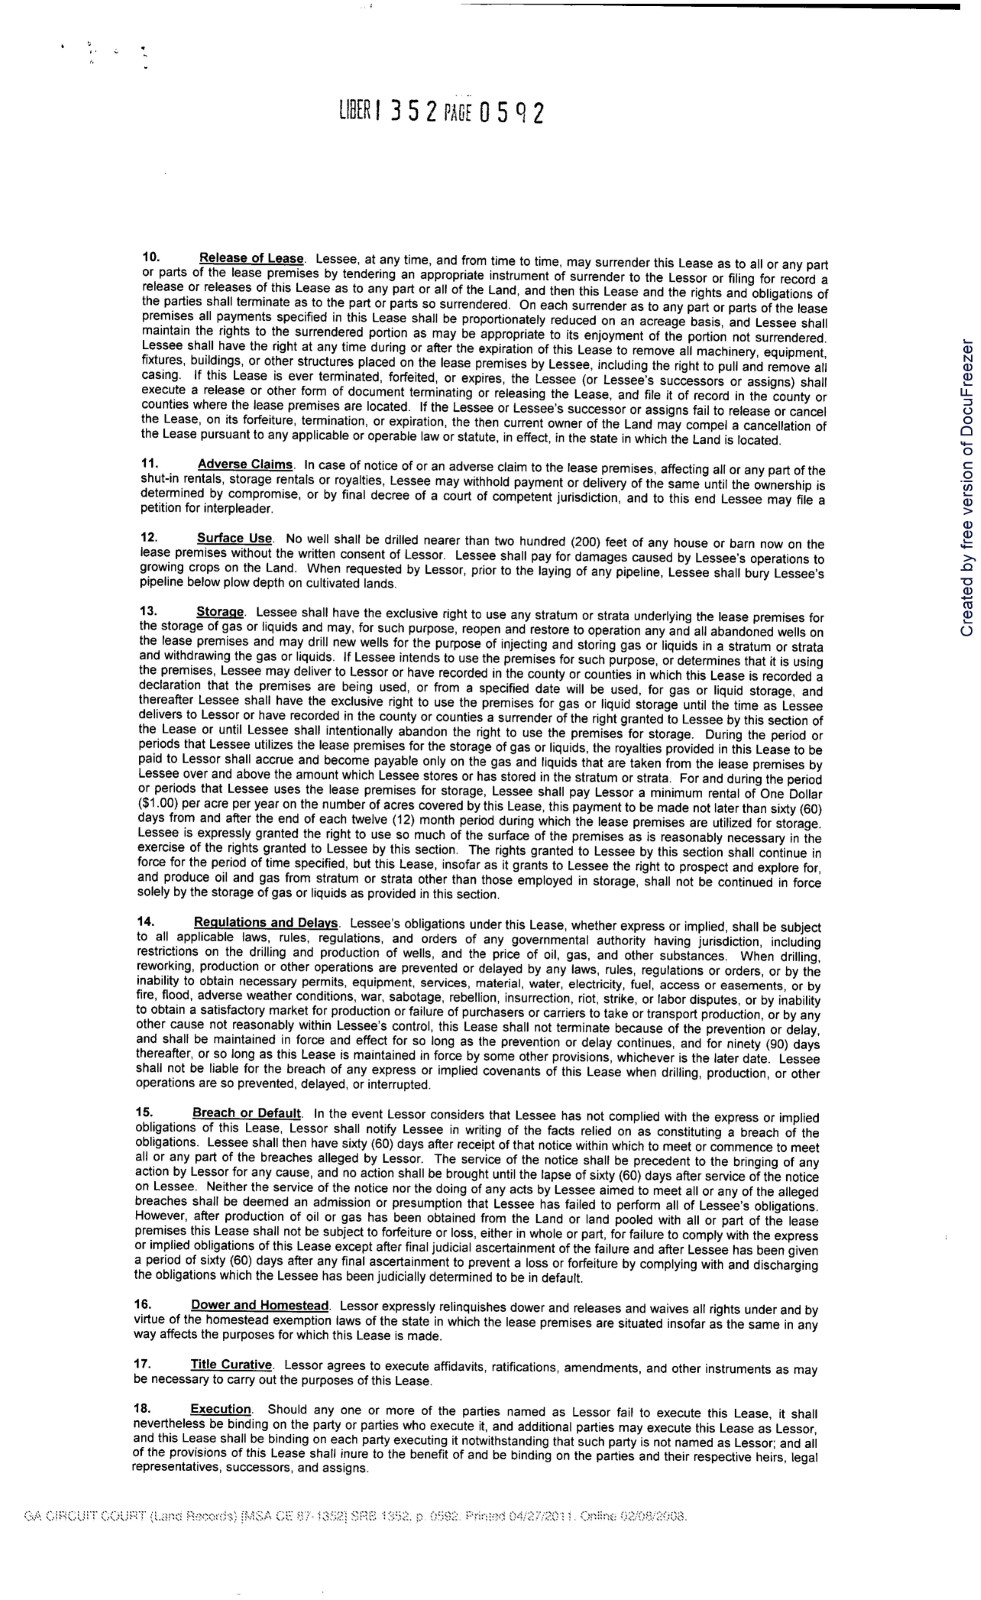 LIBER 1 3 5 2 PAGE 0 5 9 2
10. Release of Lease. Lessee, at any time, and from time to time, may surrender this Lease as to all or any part
or parts of the lease premises by tendering an appropriate instrument of surrender to the Lessor or filing for record a
release or releases of this Lease as to any part or all of the Land, and then this Lease and the rights and obligations of
the parties shall terminate as to the part or parts so surrendered. On each surrender as to any part or parts of the lease
premises all payments specified in this Lease shall be proportionately reduced on an acreage basis, and Lessee shall
maintain the rights to the surrendered portion as may be appropriate to its enjoyment of the portion not surrendered.
Lessee shall have the right at any time during or after the expiration of this Lease to remove all machinery, equipment,
fixtures, buildings, or other structures placed on the lease premises by Lessee, including the right to pull and remove all
casing. If this Lease is ever terminated, forfeited, or expires, the Lessee (or Lessee's successors or assigns) shall
execute a release or other form of document terminating or releasing the Lease, and file it of record in the county or
counties where the lease premises are located. If the Lessee or Lessee's successor or assigns fail to release or cancel
the Lease, on its forfeiture, termination, or expiration, the then current owner of the Land may compel a cancellation of
the Lease pursuant to any applicable or operable law or statute, in effect, in the state in which the Land is located.
11. Adverse Claims. In case of notice of or an adverse claim to the lease premises, affecting all or any part of the
shut-in rentals, storage rentals or royalties, Lessee may withhold payment or delivery of the same until the ownership is
determined by compromise, or by final decree of a court of competent jurisdiction, and to this end Lessee may file a
petition for interpleader.
12. Surface Use. No well shall be drilled nearer than two hundred (200) feet of any house or barn now on the
lease premises without the written consent of Lessor. Lessee shall pay for damages caused by Lessee's operations to
growing crops on the Land. When requested by Lessor, prior to the laying of any pipeline, Lessee shall bury Lessee's
pipeline below plow depth on cultivated lands.
13. Storage. Lessee shall have the exclusive right to use any stratum or strata underlying the lease premises for
the storage of gas or liquids and may, for such purpose, reopen and restore to operation any and all abandoned wells on
the lease premises and may drill new wells for the purpose of injecting and storing gas or liquids in a stratum or strata
and withdrawing the gas or liquids. If Lessee intends to use the premises for such purpose, or determines that it is using
the premises, Lessee may deliver to Lessor or have recorded in the county or counties in which this Lease is recorded a
declaration that the premises are being used, or from a specified date will be used, for gas or liquid storage, and
thereafter Lessee shall have the exclusive right to use the premises for gas or liquid storage until the time as Lessee
delivers to Lessor or have recorded in the county or counties a surrender of the right granted to Lessee by this section of
the Lease or until Lessee shall intentionally abandon the right to use the premises for storage. During the period or
periods that Lessee utilizes the lease premises for the storage of gas or liquids, the royalties provided in this Lease to be
paid to Lessor shall accrue and become payable only on the gas and liquids that are taken from the lease premises by
Lessee over and above the amount which Lessee stores or has stored in the stratum or strata. For and during the period
or periods that Lessee uses the lease premises for storage, Lessee shall pay Lessor a minimum rental of One Dollar
($1.00) per acre per year on the number of acres covered by this Lease, this payment to be made not later than sixty (60)
days from and after the end of each twelve (12) month period during which the lease premises are utilized for storage.
Lessee is expressly granted the right to use so much of the surface of the premises as is reasonably necessary in the
exercise of the rights granted to Lessee by this section. The rights granted to Lessee by this section shall continue in
force for the period of time specified, but this Lease, insofar as it grants to Lessee the right to prospect and explore for,
and produce oil and gas from stratum or strata other than those employed in storage, shall not be continued in force
solely by the storage of gas or liquids as provided in this section.
14. Regulations and Delays. Lessee's obligations under this Lease, whether express or implied, shall be subject
to all applicable laws, rules, regulations, and orders of any governmental authority having jurisdiction, including
restrictions on the drilling and production of wells, and the price of oil, gas, and other substances. When drilling,
reworking, production or other operations are prevented or delayed by any laws, rules, regulations or orders, or by the
inability to obtain necessary permits, equipment, services, material, water, electricity, fuel, access or easements, or by
fire, flood, adverse weather conditions, war, sabotage, rebellion, insurrection, riot, strike, or labor disputes, or by inability
to obtain a satisfactory market for production or failure of purchasers or carriers to take or transport production, or by any
other cause not reasonably within Lessee's control, this Lease shall not terminate because of the prevention or delay,
and shall be maintained in force and effect for so long as the prevention or delay continues, and for ninety (90) days
thereafter, or so long as this Lease is maintained in force by some other provisions, whichever is the later date. Lessee
shall not be liable for the breach of any express or implied covenants of this Lease when drilling, production, or other
operations are so prevented, delayed, or interrupted.
15. Breach or Default. In the event Lessor considers that Lessee has not complied with the express or implied
obligations of this Lease, Lessor shall notify Lessee in writing of the facts relied on as constituting a breach of the
obligations. Lessee shall then have sixty (60) days after receipt of that notice within which to meet or commence to meet
all or any part of the breaches alleged by Lessor. The service of the notice shall be precedent to the bringing of any
action by Lessor for any cause, and no action shall be brought until the lapse of sixty (60) days after service of the notice
on Lessee. Neither the service of the notice nor the doing of any acts by Lessee aimed to meet all or any of the alleged
breaches shall be deemed an admission or presumption that Lessee has failed to perform all of Lessee's obligations.
However, after production of oil or gas has been obtained from the Land or land pooled with all or part of the lease
premises this Lease shall not be subject to forfeiture or loss, either in whole or part, for failure to comply with the express
or implied obligations of this Lease except after final judicial ascertainment of the failure and after Lessee has been given
a period of sixty (60) days after any final ascertainment to prevent a loss or forfeiture by complying with and discharging
the obligations which the Lessee has been judicially determined to be in default.
16. Dower and Homestead. Lessor expressly relinquishes dower and releases and waives all rights under and by
virtue of the homestead exemption laws of the state in which the lease premises are situated insofar as the same in any
way affects the purposes for which this Lease is made.
17. Title Curative. Lessor agrees to execute affidavits, ratifications, amendments, and other instruments as may
be necessary to carry out the purposes of this Lease.
18. Execution. Should any one or more of the parties named as Lessor fail to execute this Lease, it shall
nevertheless be binding on the party or parties who execute it, and additional parties may execute this Lease as Lessor,
and this Lease shall be binding on each party executing it notwithstanding that such party is not named as Lessor; and all
of the provisions of this Lease shall inure to the benefit of and be binding on the parties and their respective heirs, legal
representatives, successors, and assigns.
GA CIRCUIT COURT (Land Records) [MSA CE 87-1352] SRB 1352, p. 0592. Printed 04/27/2011. Online 02/06/2008.
Created by free version of DocuFreezer